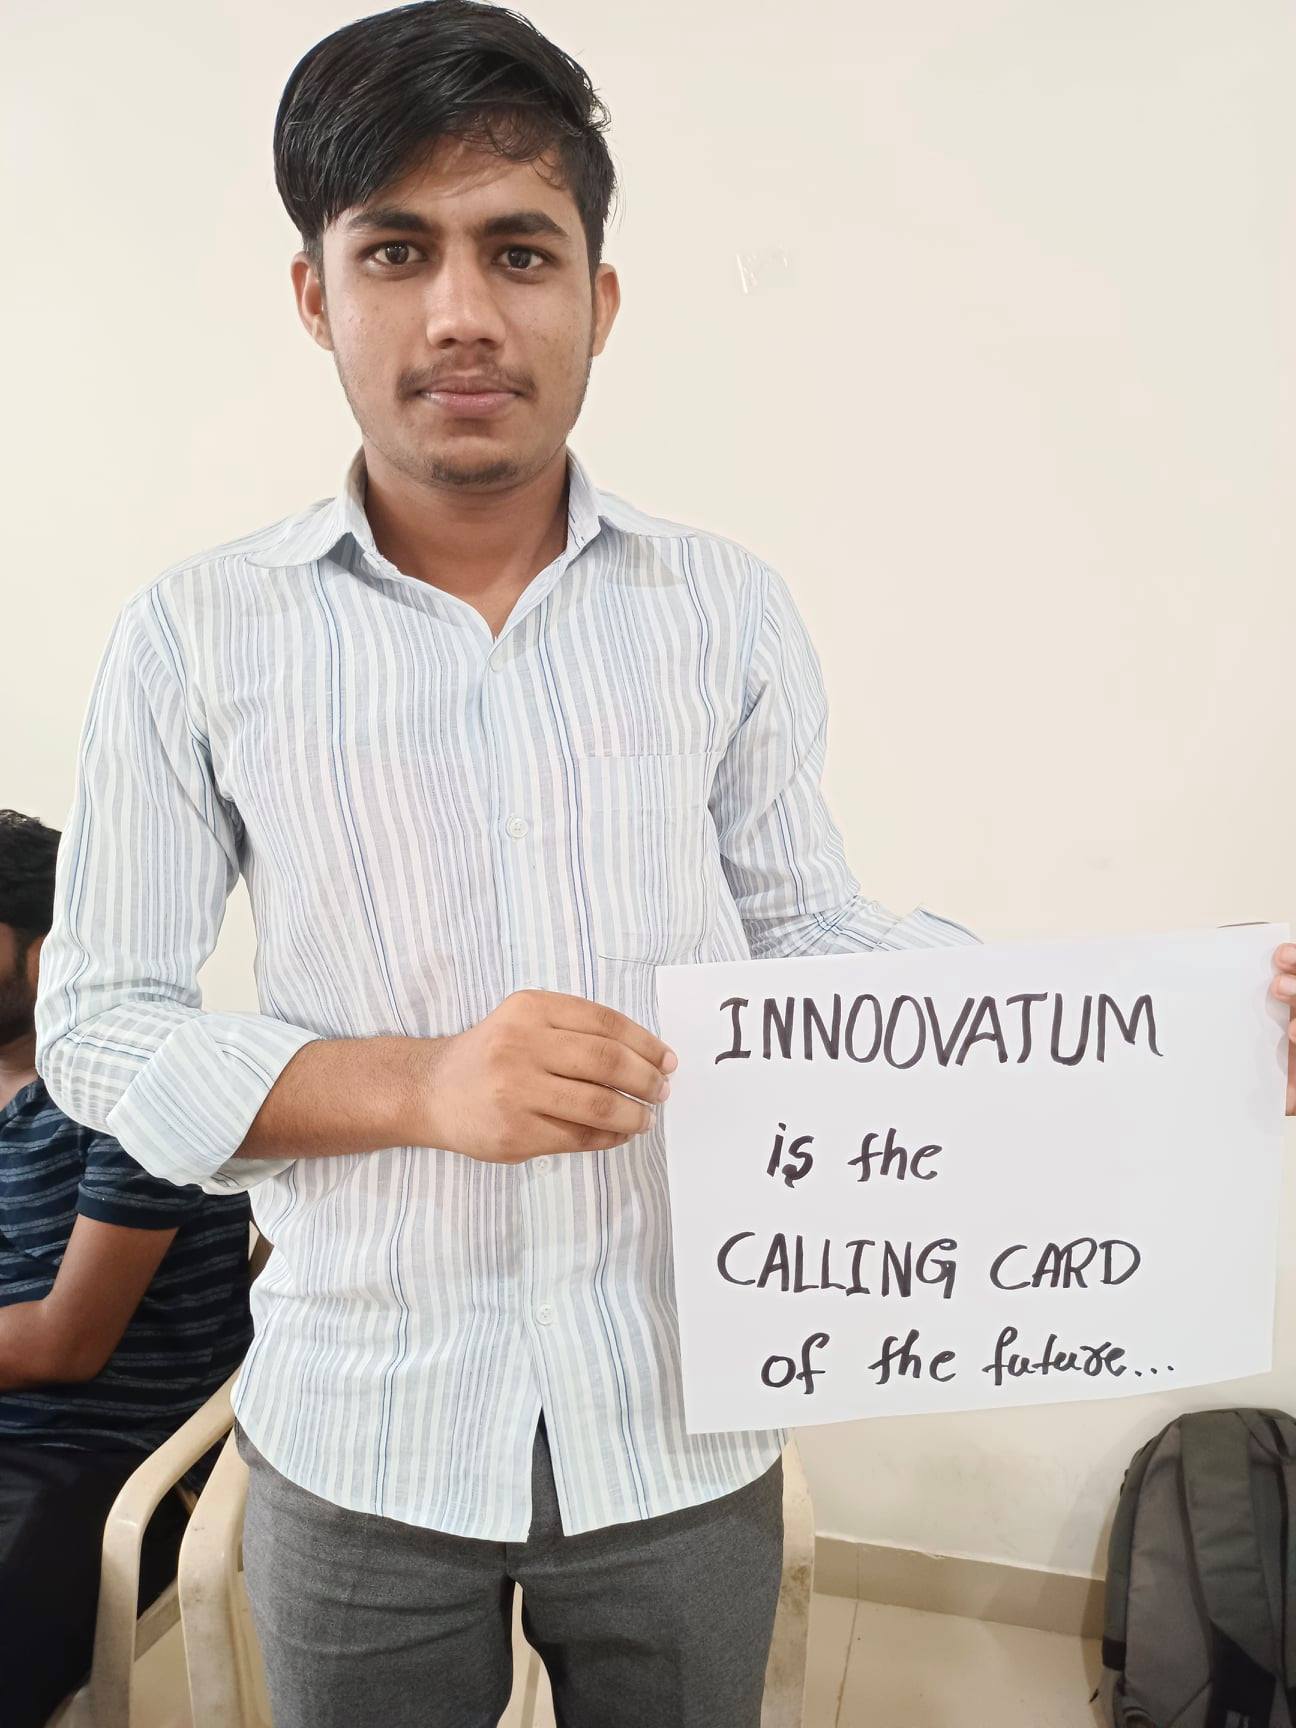 INNOOVATUM
is the
CALLING CARD
of the future...